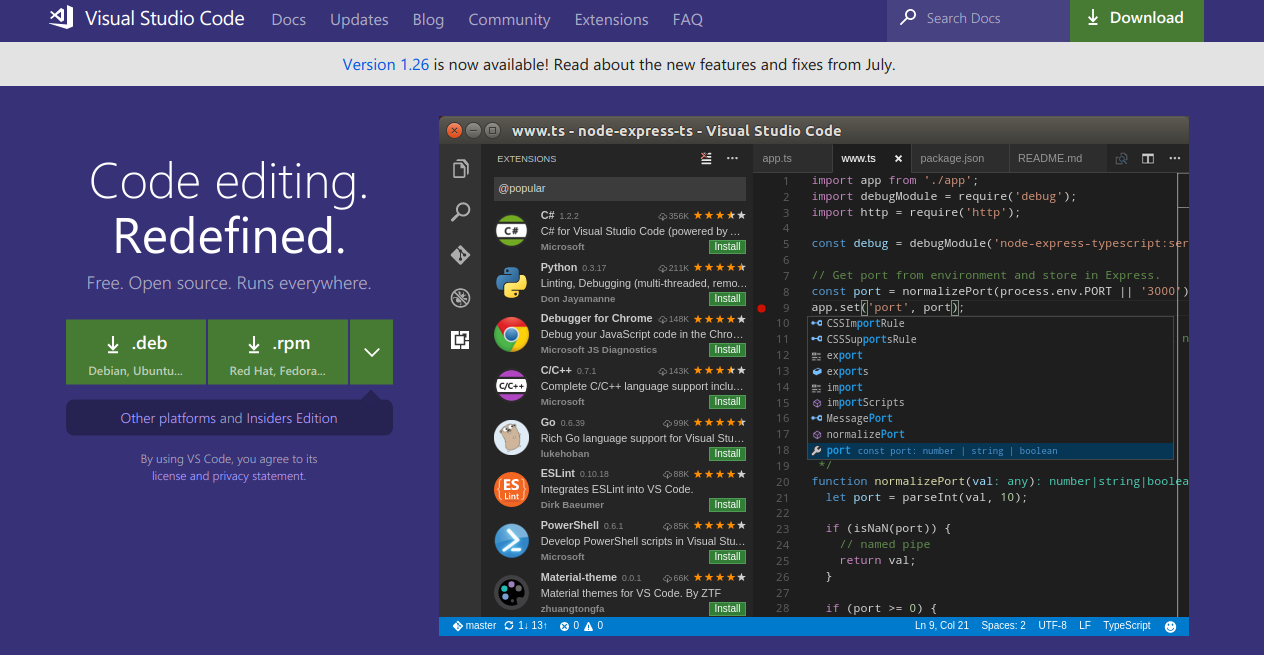 Visual Studio Code Docs Updates Blog Community Extensions FAQ Search Docs Download
Version 1.26 is now available! Read about the new features and fixes from July.
Code editing.
Redefined.
Free. Open source. Runs everywhere.
.deb
Debian, Ubuntu...
.rpm
Red Hat, Fedora...
Other platforms and Insiders Edition
By using VS Code, you agree to its
license and privacy statement.
www.ts - node-express-ts - Visual Studio Code
EXTENSIONS
@popular
C# 1.2.2 356K
C# for Visual Studio Code (powered by ...
Microsoft Install
Python 0.3.17 211K
Linting, Debugging (multi-threaded, remo...
Don Jayamanne Install
Debugger for Chrome 148K
Debug your JavaScript code in the Chro...
Microsoft JS Diagnostics Install
C/C++ 0.7.1 143K
Complete C/C++ language support inclu...
Microsoft Install
Go 0.6.39 99K
Rich Go language support for Visual Stu...
lukehoban Install
ESLint 0.10.18 88K
Integrates ESLint into VS Code.
Dirk Baeumer Install
PowerShell 0.6.1 85K
Develop PowerShell scripts in Visual Stu...
Microsoft Install
Material-theme 0.0.1 66K
Material themes for VS Code. By ZTF
zhuangtongfa Install
C#
C/C++
ES
Lint
app.ts www.ts package.json README.md
1 import app from './app';
2 import debugModule = require('debug');
3 import http = require('http');
4
5 const debug = debugModule('node-express-typescript:ser
6
7 // Get port from environment and store in Express.
8 const port = normalizePort(process.env.PORT || '3000')
9 app.set('port', port);
10 CSSImportRule
11 CSSSupportsRule n
12 export
13 exports
14 import
15 importScripts
16 MessagePort
17 normalizePort
18 port const port: number | string | boolean
19 */
20 function normalizePort(val: any): number|string|boolea
21 let port = parseInt(val, 10);
22
23 if (isNaN(port)) {
24 // named pipe
25 return val;
26 }
27
28 if (port >= 0) {
master 1↓ 13↑ 0 0 Ln 9, Col 21 Spaces: 2 UTF-8 LF TypeScript